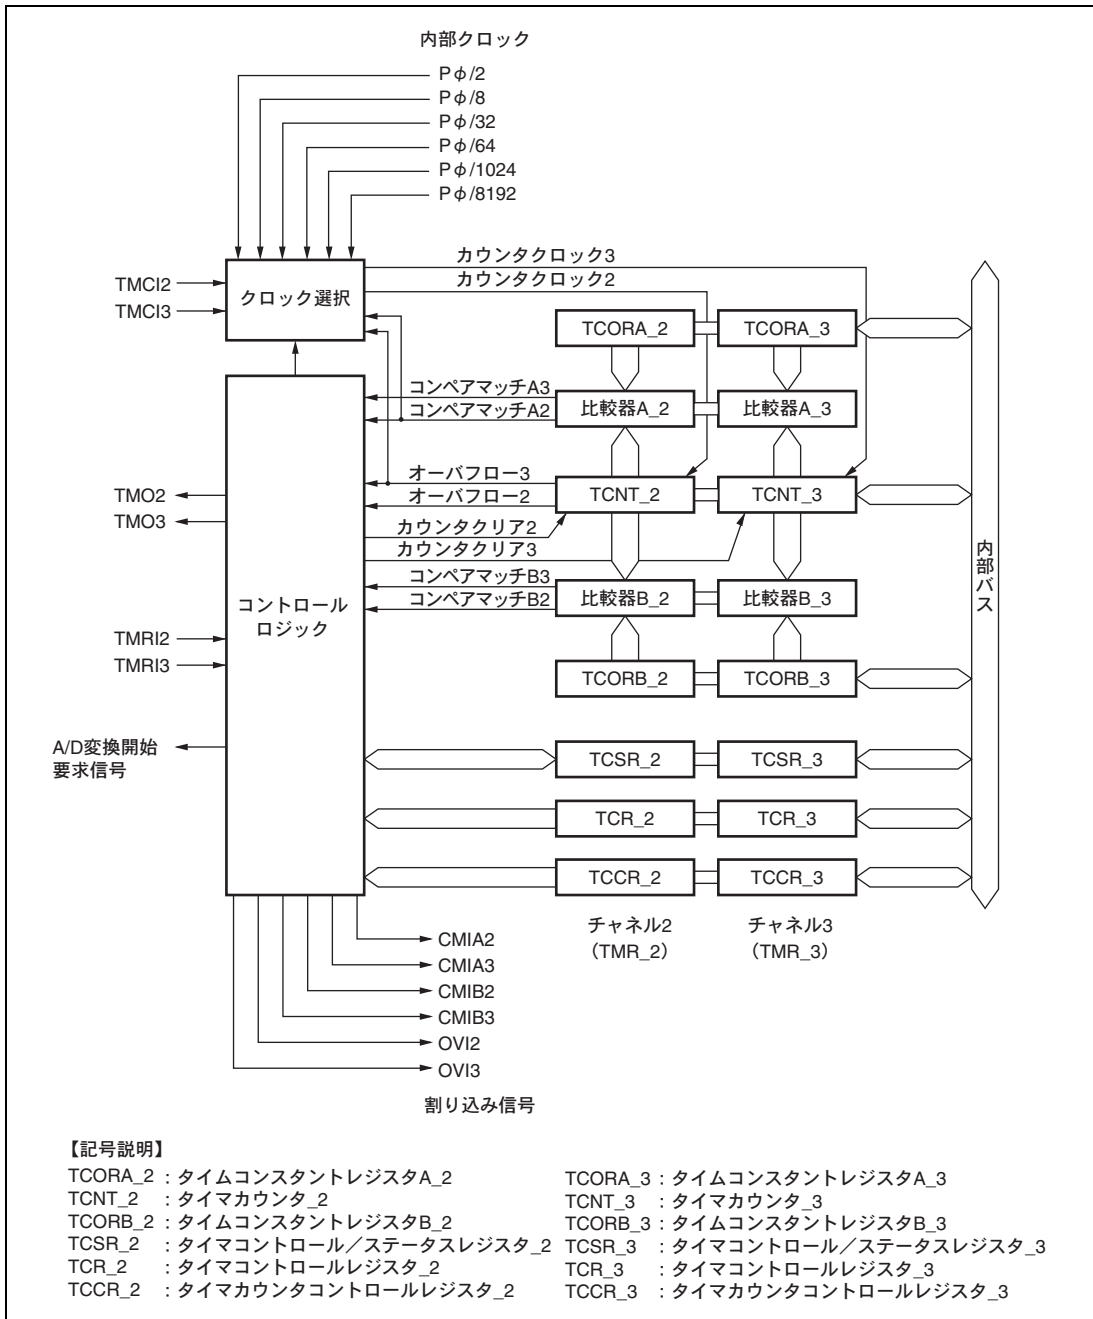 内部クロック
Pφ/2
Pφ/8
Pφ/32
Pφ/64
Pφ/1024
Pφ/8192
カウンタクロック3
カウンタクロック2
TMCI2
TMCI3
クロック選択
TCORA_2
TCORA_3
コンペアマッチA3
コンペアマッチA2
比較器A_2
比較器A_3
オーバフロー3
オーバフロー2
TCNT_2
TCNT_3
TMO2
TMO3
カウンタクリア2
カウンタクリア3
コンペアマッチB3
コンペアマッチB2
比較器B_2
比較器B_3
内部バス
コントロール
ロジック
TMRI2
TMRI3
TCORB_2
TCORB_3
A/D変換開始
要求信号
TCSR_2
TCSR_3
TCR_2
TCR_3
TCCR_2
TCCR_3
チャネル2
（TMR_2）
チャネル3
（TMR_3）
CMIA2
CMIA3
CMIB2
CMIB3
OVI2
OVI3
割り込み信号
【記号説明】
TCORA_2 : タイムコンスタントレジスタA_2
TCNT_2 : タイマカウンタ_2
TCORB_2 : タイムコンスタントレジスタB_2
TCSR_2 : タイマコントロール／ステータスレジスタ_2
TCR_2 : タイマコントロールレジスタ_2
TCCR_2 : タイマカウンタコントロールレジスタ_2
TCORA_3 : タイムコンスタントレジスタA_3
TCNT_3 : タイマカウンタ_3
TCORB_3 : タイムコンスタントレジスタB_3
TCSR_3 : タイマコントロール／ステータスレジスタ_3
TCR_3 : タイマコントロールレジスタ_3
TCCR_3 : タイマカウンタコントロールレジスタ_3